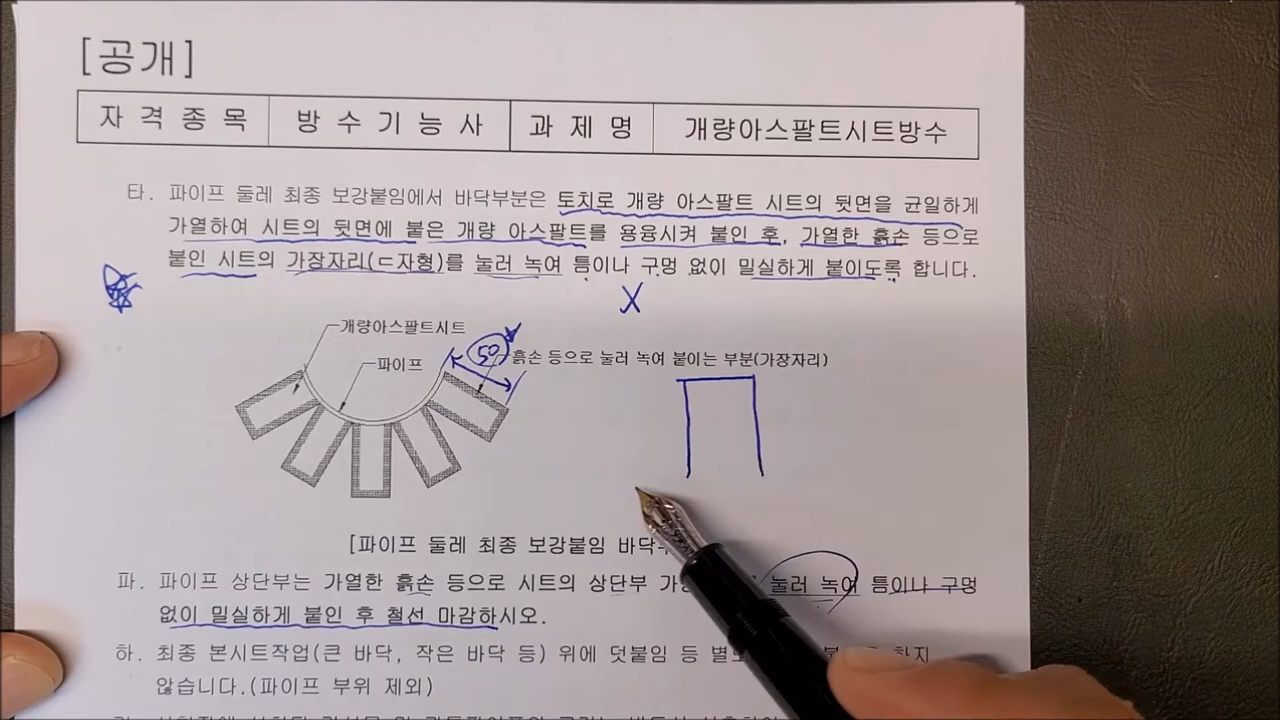 [공개]
자 격 종 목 방 수 기 능 사 과 제 명 개량아스팔트시트방수
타. 파이프 둘레 최종 보강붙임에서 바닥부분은 토치로 개량 아스팔트 시트의 뒷면을 균일하게
가열하여 시트의 뒷면에 붙은 개량 아스팔트를 용융시켜 붙인 후, 가열한 흙손 등으로
붙인 시트의 가장자리(ㄷ자형)를 눌러 녹여 틈이나 구멍 없이 밀실하게 붙이도록 합니다.
X
개량아스팔트시트
50
파이프
흙손 등으로 눌러 녹여 붙이는 부분(가장자리)
[파이프 둘레 최종 보강붙임
파. 파이프 상단부는 가열한 흙손 등으로 시트의 상단부 눌러 녹여 틈이나 구멍
없이 밀실하게 붙인 후 철선 마감하시오.
하. 최종 본시트작업(큰 바닥, 작은 바닥 등) 위에 덧붙임 등 하지
않습니다.(파이프 부위 제외)